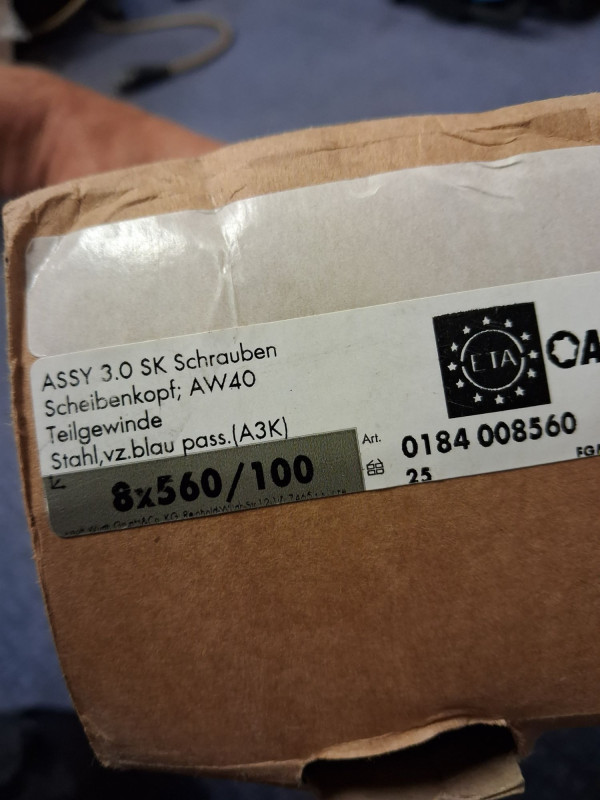 ASSY 3.0 SK Schrauben
Scheibenkopf; AW40
Teilgewinde
Stahl,vz.blau pass.(A3K)
8x560/100
ETA
Art.
0184 008560
25